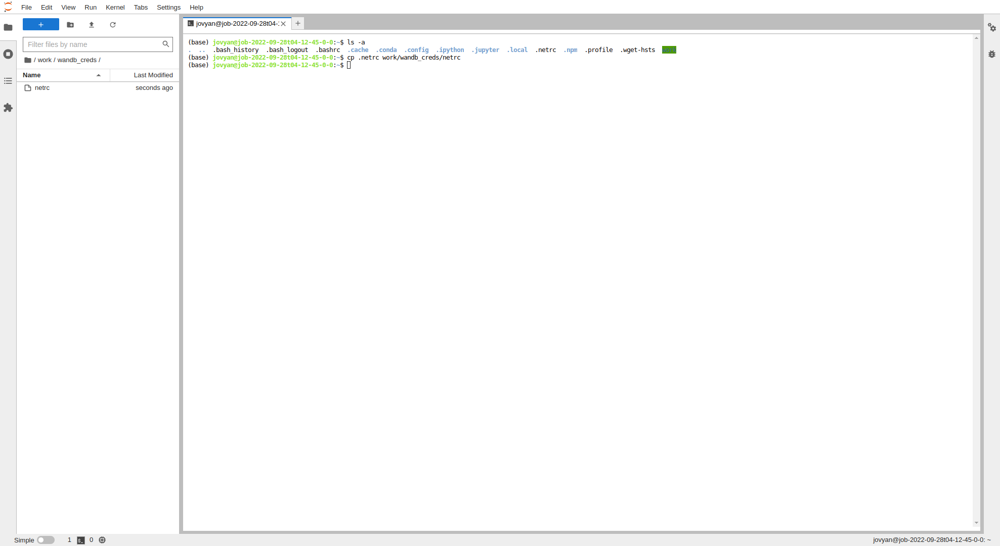 File Edit View Run Kernel Tabs Settings Help
Filter files by name
/ work / wandb_creds /
Name Last Modified
netrc seconds ago
jovyan@job-2022-09-28t04-:
(base) jovyan@job-2022-09-28t04-12-45-0-0:~$ ls -a
. .. .bash_history .bash_logout .bashrc .cache .conda .config .ipython .jupyter .local .netrc .npm .profile .wget-hsts work
(base) jovyan@job-2022-09-28t04-12-45-0-0:~$ cp .netrc work/wandb_creds/netrc
(base) jovyan@job-2022-09-28t04-12-45-0-0:~$
Simple 1 $_ 0 jovyan@job-2022-09-28t04-12-45-0-0: ~